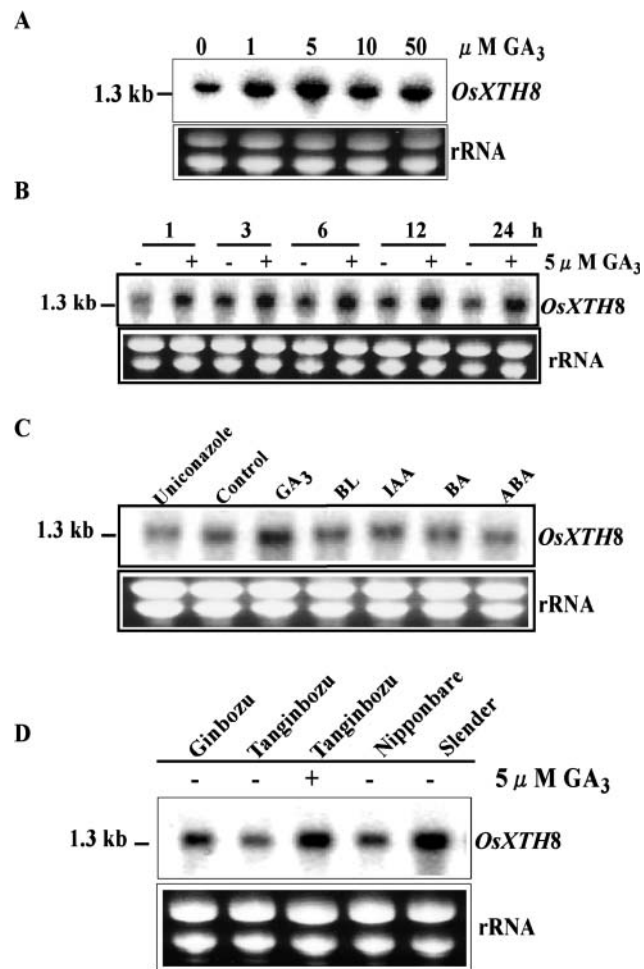 A
0 1 5 10 50 μM GA3
1.3 kb OsXTH8
rRNA
B
1 3 6 12 24 h
- + - + - + - + - + 5 μM GA3
1.3 kb OsXTH8
rRNA
C
Uniconazole Control GA3 BL IAA BA ABA
1.3 kb OsXTH8
rRNA
D
Ginbozu Tanginbozu Tanginbozu Nipponbare Slender
- - + - - 5 μM GA3
1.3 kb OsXTH8
rRNA